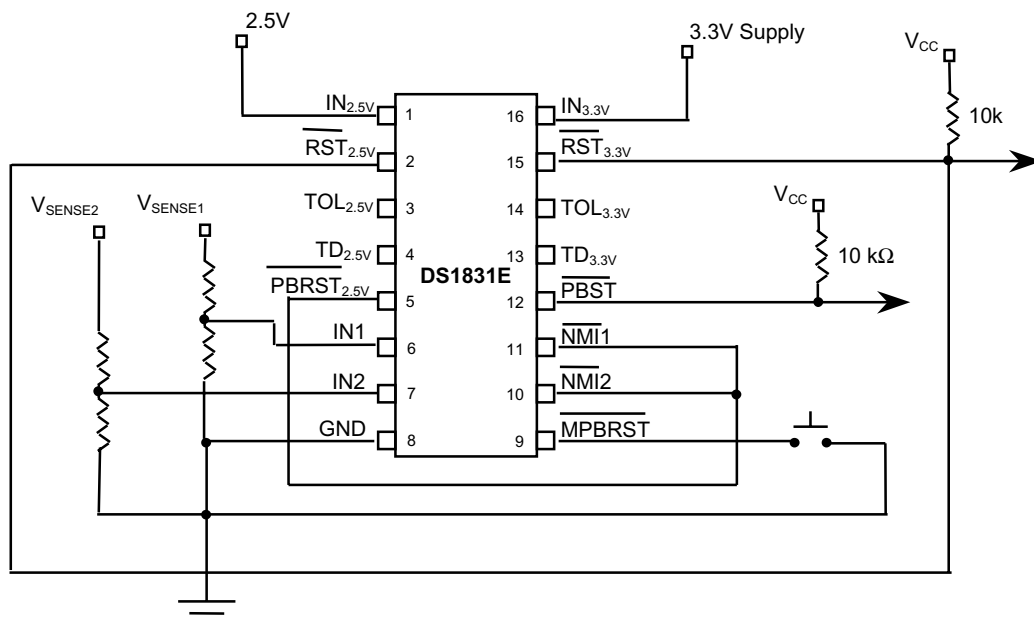 2.5V
3.3V Supply
VCC
10k
IN2.5V
1
16
IN3.3V
RST2.5V
2
15
RST3.3V
VSENSE2
VSENSE1
TOL2.5V
3
14
TOL3.3V
VCC
TD2.5V
4
13
TD3.3V
10 kΩ
DS1831E
PBRST2.5V
5
12
PBST
IN1
6
11
NMI1
IN2
7
10
NMI2
GND
8
9
MPBRST